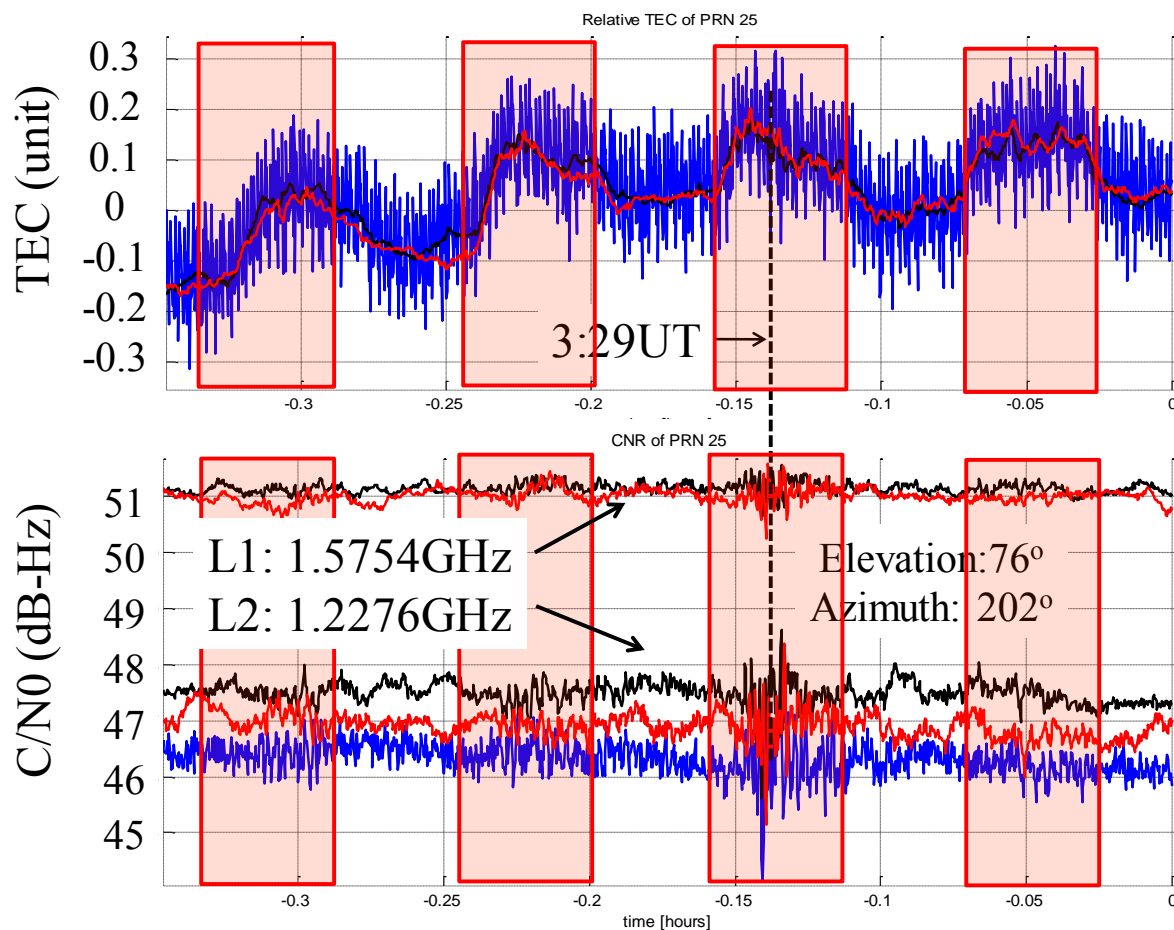 Relative TEC of PRN 25
TEC (unit)
0.3
0.2
0.1
0
-0.1
-0.2
-0.3
3:29UT
-0.3
-0.25
-0.2
-0.15
-0.1
-0.05
0
CNR of PRN 25
C/N0 (dB-Hz)
51
50
49
48
47
46
45
L1: 1.5754GHz
L2: 1.2276GHz
Elevation:76º
Azimuth: 202º
-0.3
-0.25
-0.2
-0.15
-0.1
-0.05
0
time [hours]